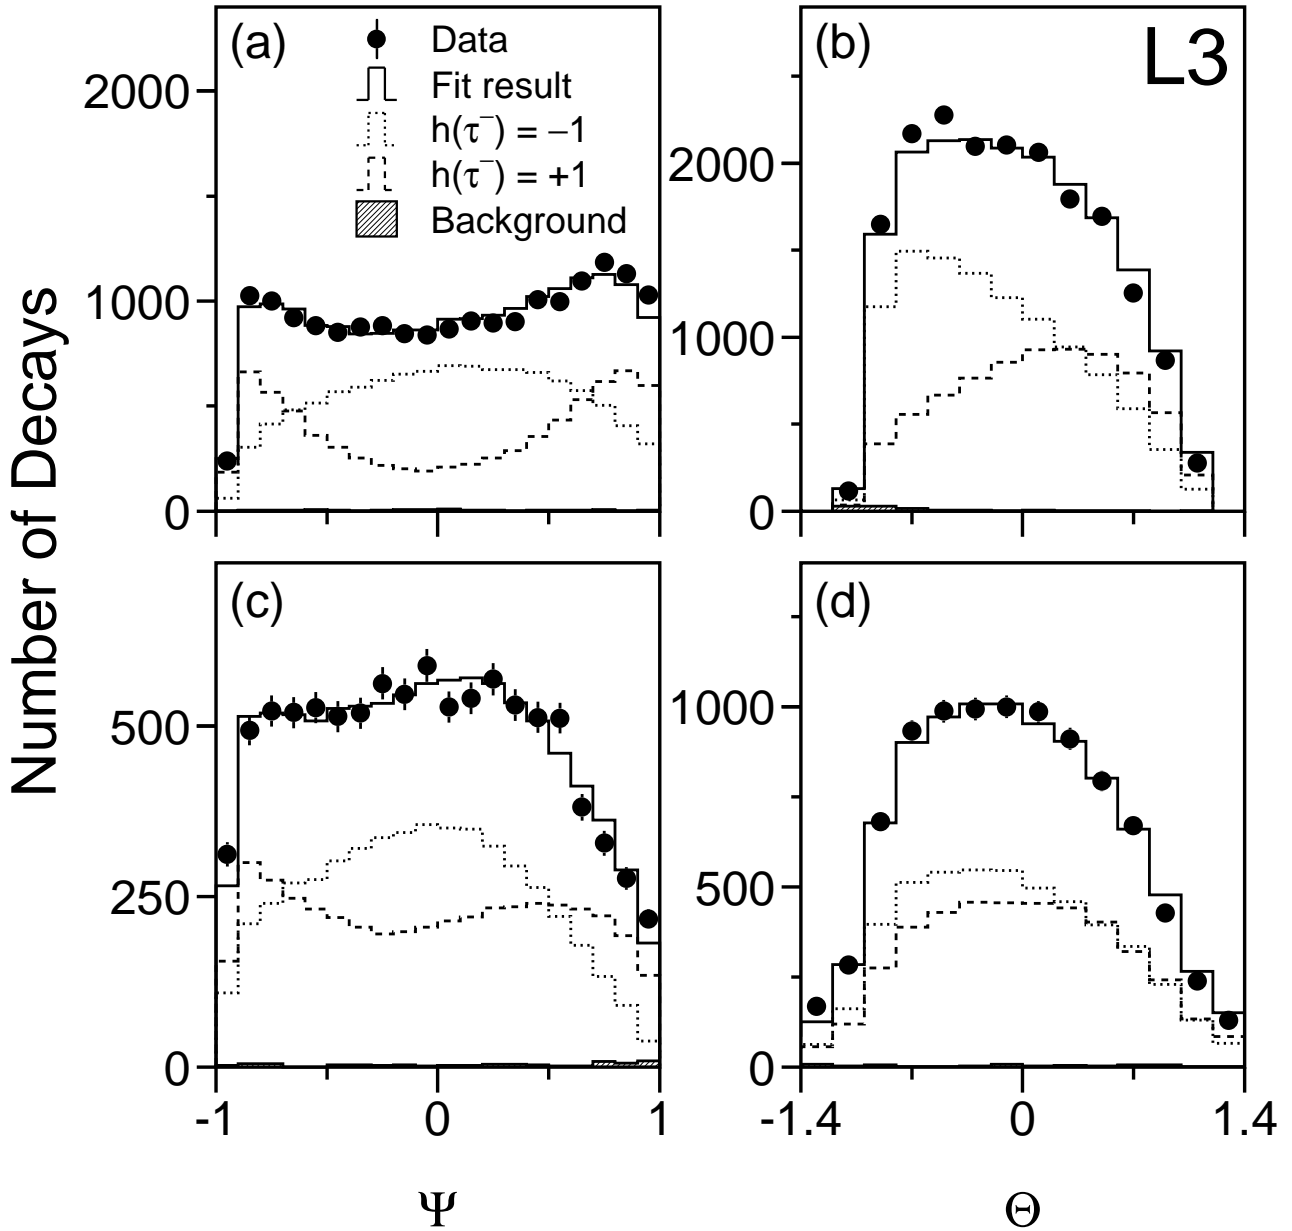 (a)
Data
Fit result
h(τ⁻) = −1
h(τ⁻) = +1
Background
2000
1000
0
(b)
L3
2000
1000
0
Number of Decays
(c)
500
250
0
-1
0
1
Ψ
(d)
1000
500
0
-1.4
0
1.4
Θ